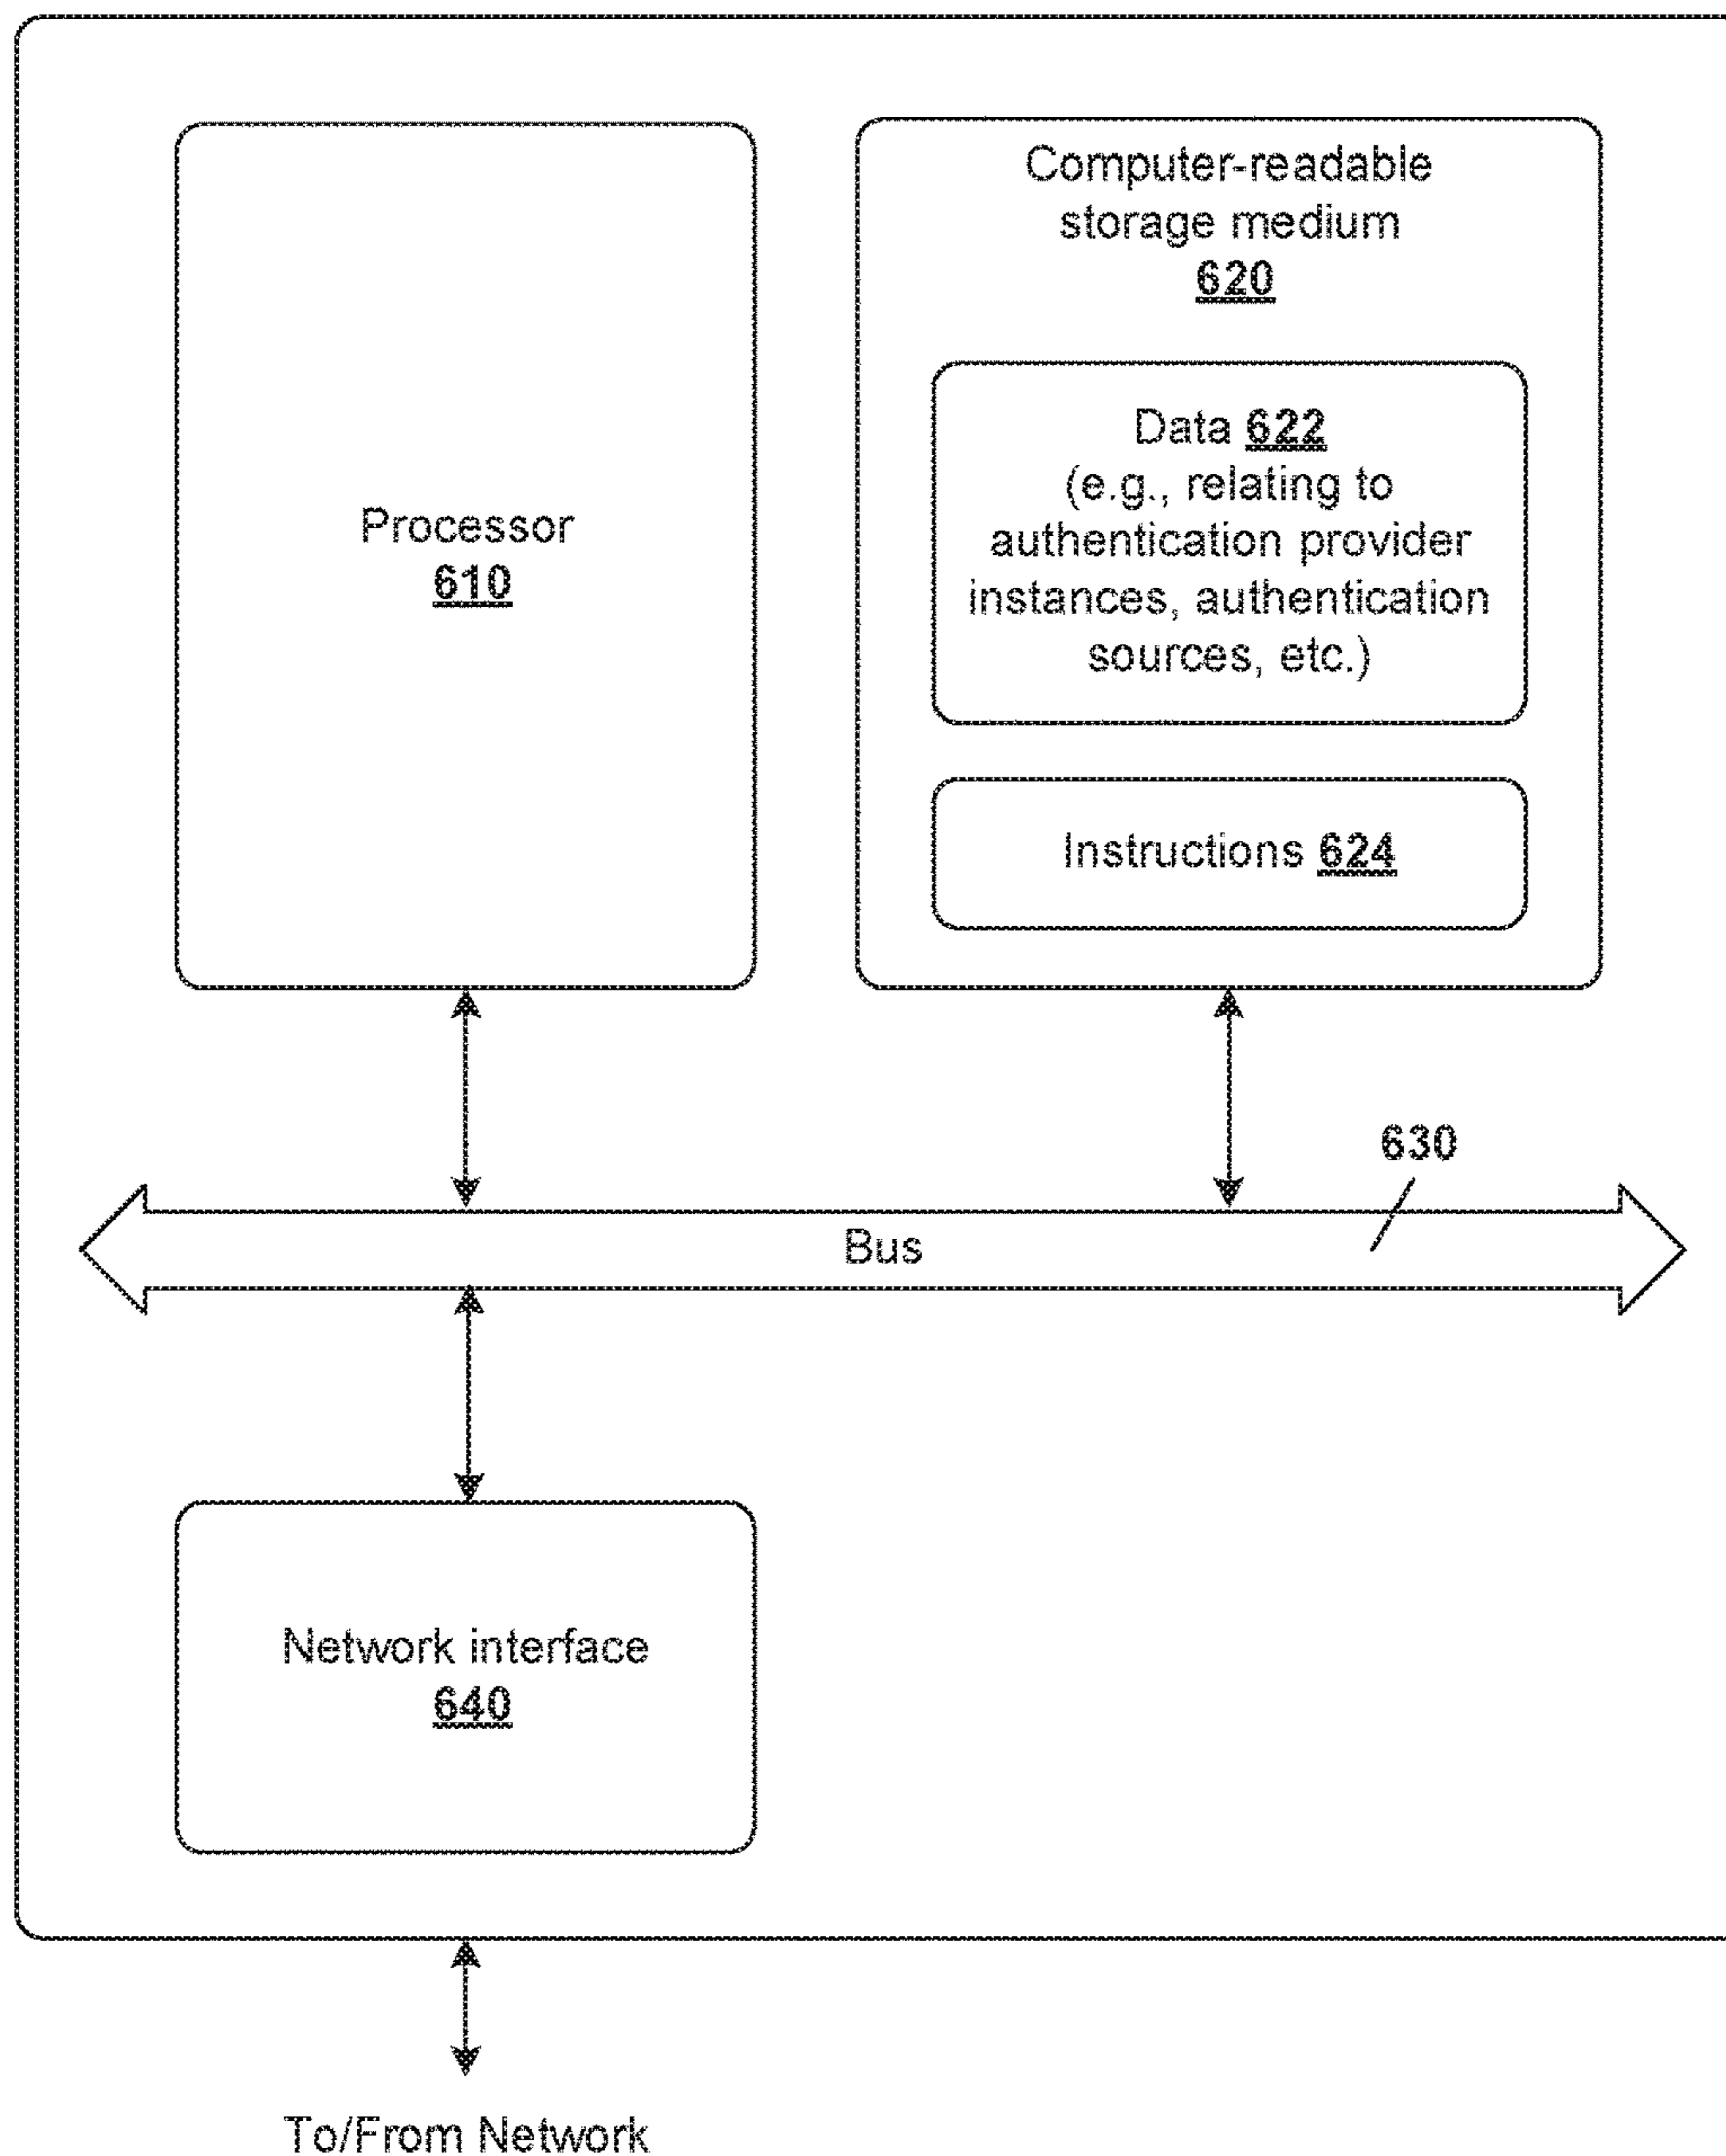 Processor
610
Computer-readable
storage medium
620
Data 622
(e.g., relating to
authentication provider
instances, authentication
sources, etc.)
Instructions 624
630
Bus
Network interface
640
To/From Network